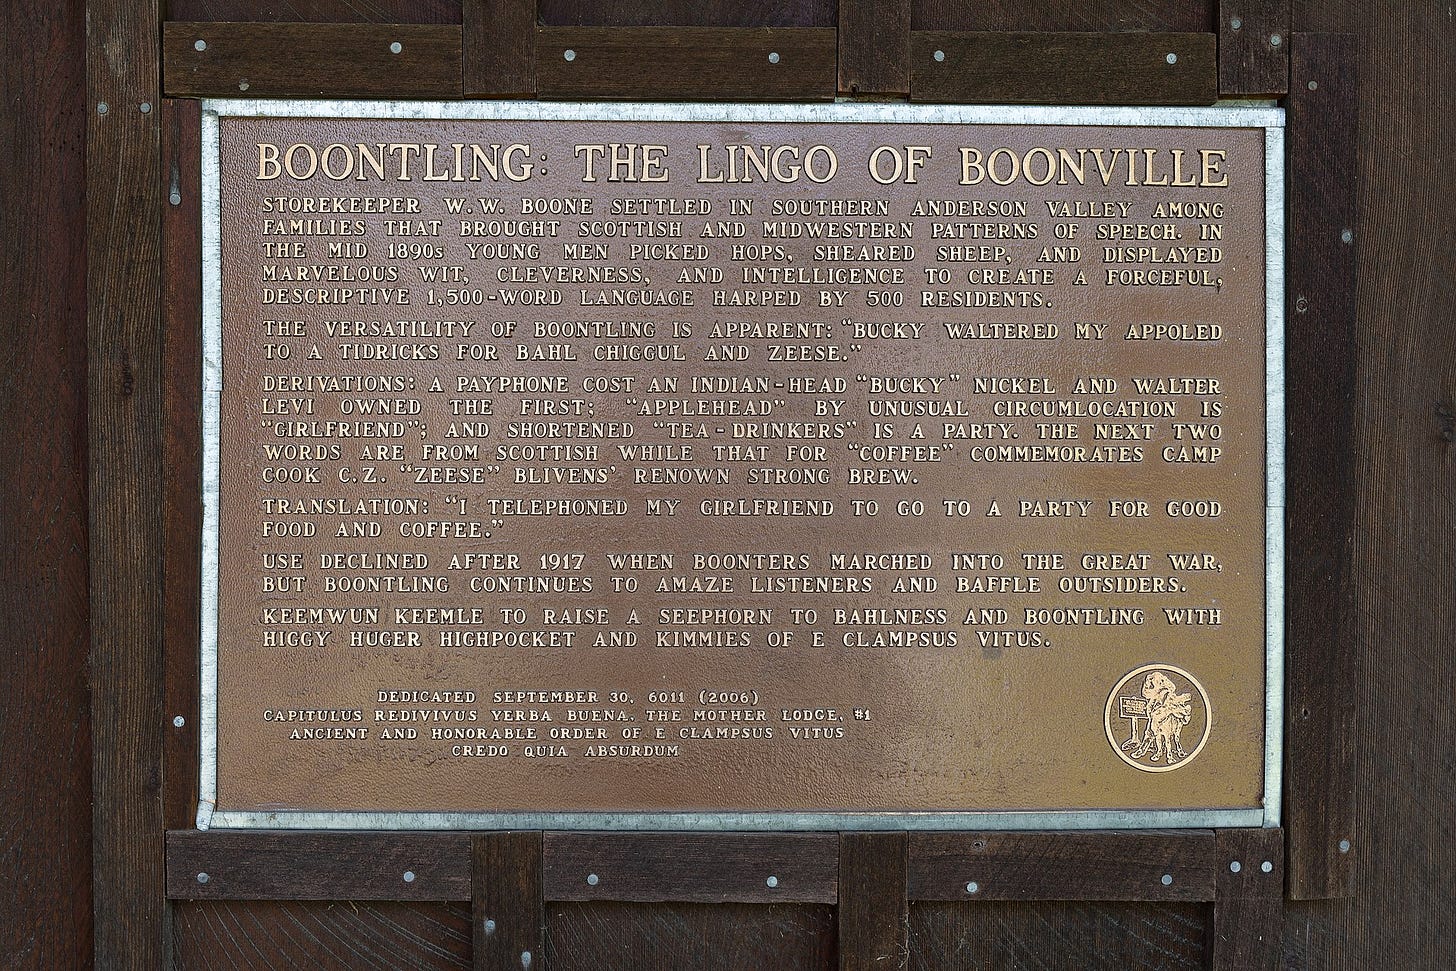 BOONTLING: THE LINGO OF BOONVILLE
STOREKEEPER W.W. BOONE SETTLED IN SOUTHERN ANDERSON VALLEY AMONG
FAMILIES THAT BROUGHT SCOTTISH AND MIDWESTERN PATTERNS OF SPEECH. IN
THE MID 1890s YOUNG MEN PICKED HOPS, SHEARED SHEEP, AND DISPLAYED
MARVELOUS WIT, CLEVERNESS, AND INTELLIGENCE TO CREATE A FORCEFUL,
DESCRIPTIVE 1,500-WORD LANGUAGE HARPED BY 500 RESIDENTS.
THE VERSATILITY OF BOONTLING IS APPARENT: "BUCKY WALTERED MY APPOLED
TO A TIDRICKS FOR BAHL CHIGGUL AND ZEESE."
DERIVATIONS: A PAYPHONE COST AN INDIAN-HEAD "BUCKY" NICKEL AND WALTER
LEVI OWNED THE FIRST; "APPLEHEAD" BY UNUSUAL CIRCUMLOCATION IS
"GIRLFRIEND"; AND SHORTENED "TEA-DRINKERS" IS A PARTY. THE NEXT TWO
WORDS ARE FROM SCOTTISH WHILE THAT FOR "COFFEE" COMMEMORATES CAMP
COOK C.Z. "ZEESE" BLIVENS' RENOWN STRONG BREW.
TRANSLATION: "I TELEPHONED MY GIRLFRIEND TO GO TO A PARTY FOR GOOD
FOOD AND COFFEE."
USE DECLINED AFTER 1917 WHEN BOONTERS MARCHED INTO THE GREAT WAR,
BUT BOONTLING CONTINUES TO AMAZE LISTENERS AND BAFFLE OUTSIDERS.
KEEMWUN KEEMLE TO RAISE A SEEPHORN TO BAHLNESS AND BOONTLING WITH
HIGGY HUGER HIGHPOCKET AND KIMMIES OF E CLAMPSUS VITUS.
DEDICATED SEPTEMBER 30, 6011 (2006)
CAPITULUS REDIVIVUS YERBA BUENA, THE MOTHER LODGE, #1
ANCIENT AND HONORABLE ORDER OF E CLAMPSUS VITUS
CREDO QUIA ABSURDUM